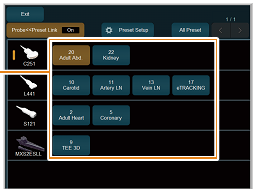 Exit
1 / 1
Probe<=Preset Link On Preset Setup All Preset < >
C251
20
Adult Abd
22
Kidney
L441
10
Carotid
11
Artery LN
13
Vein LN
17
eTRACKING
S121
2
Adult Heart
5
Coronary
MXS2ESLL
9
TEE 3D